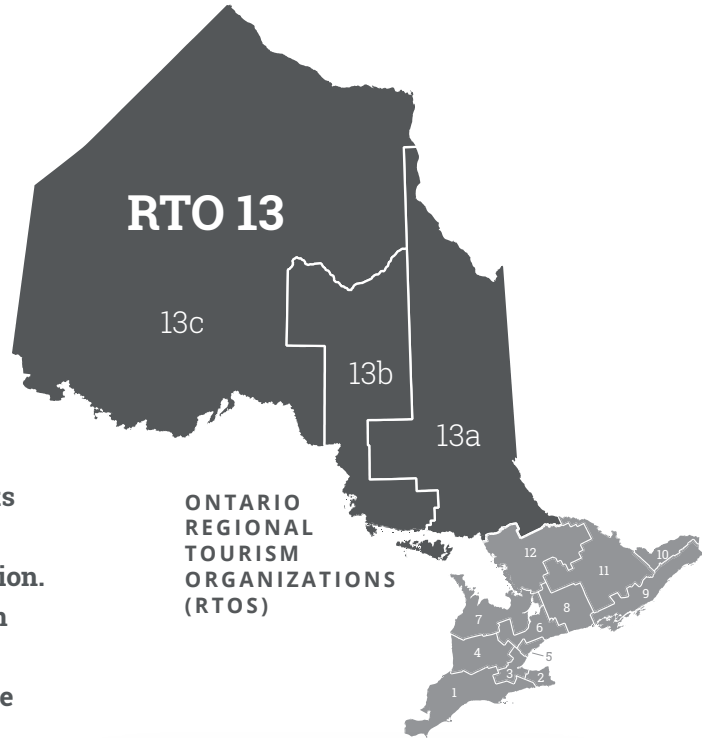 RTO 13
13c
13b
13a
ONTARIO
REGIONAL
TOURISM
ORGANIZATIONS
(RTOS)
12
11
10
9
8
7
6
5
4
3
2
1